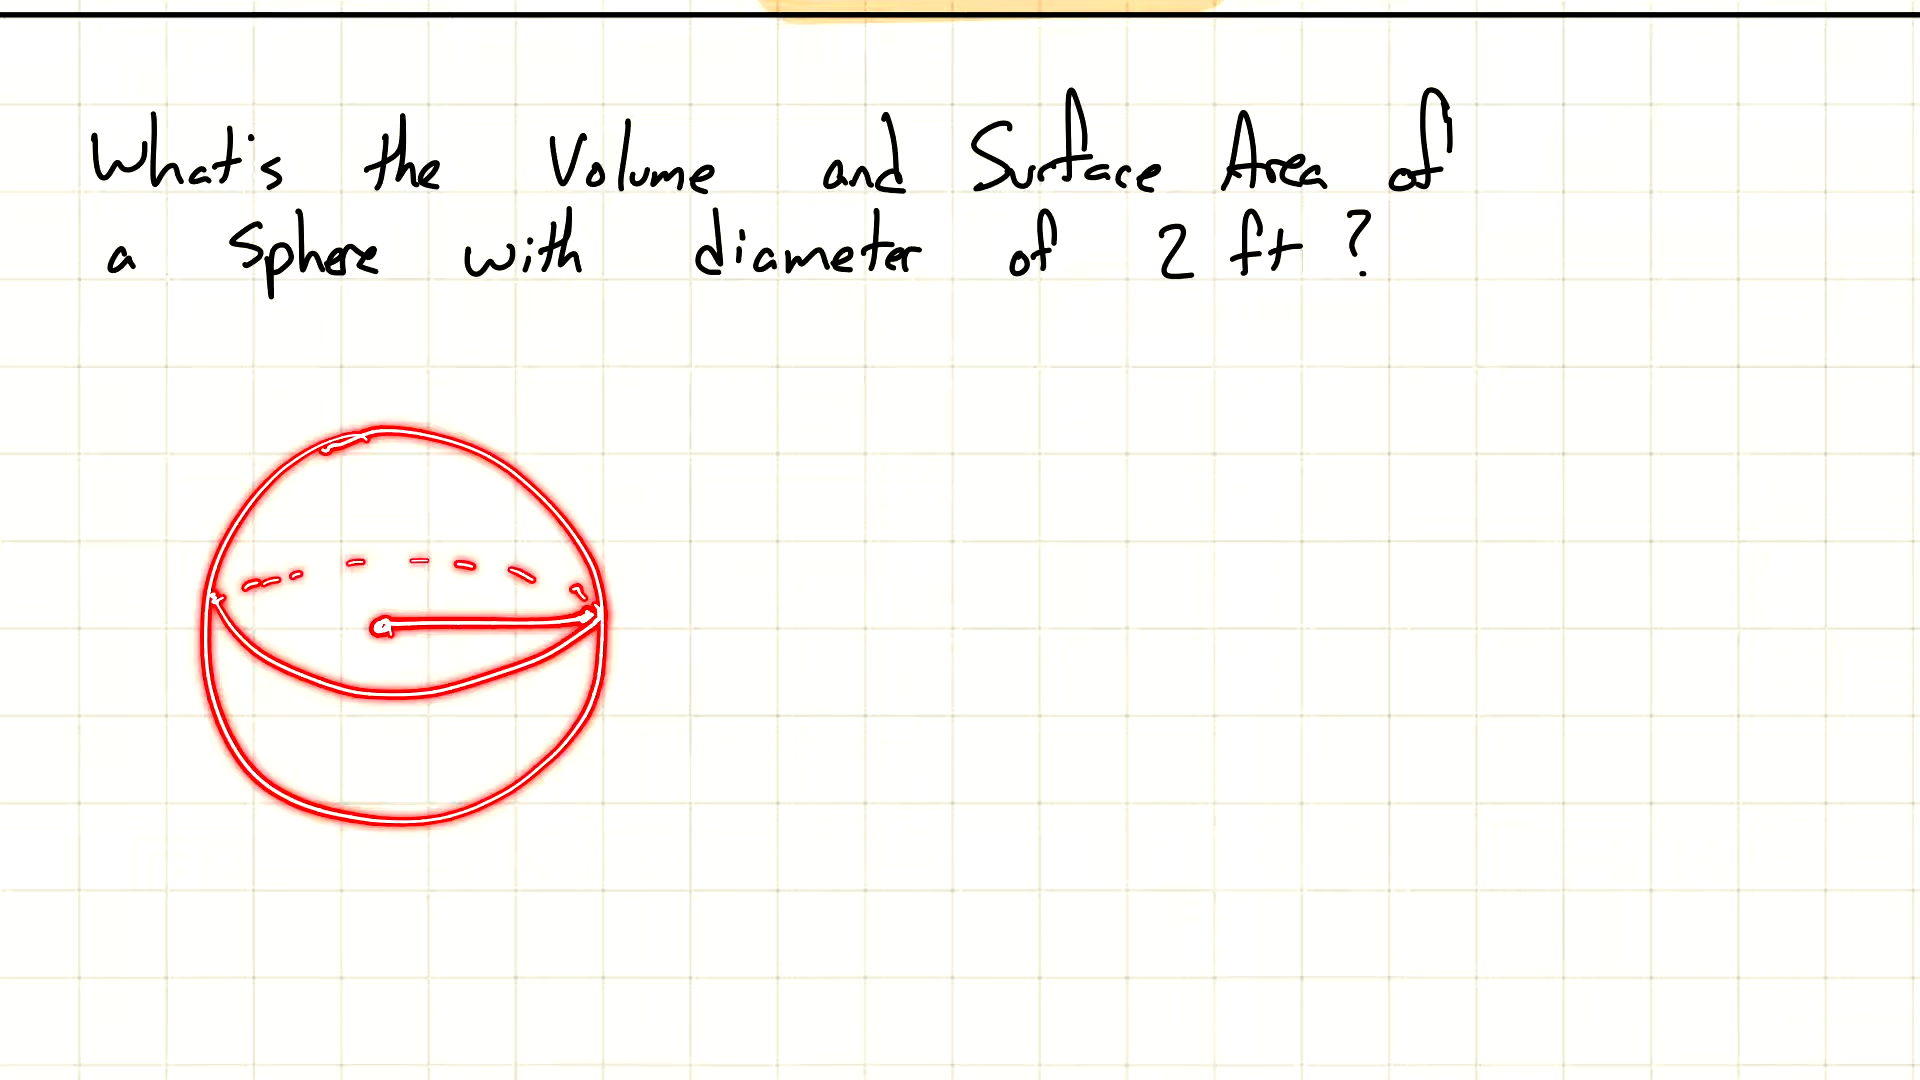 What's the Volume and Surface Area of
a Sphere with diameter of 2 ft?